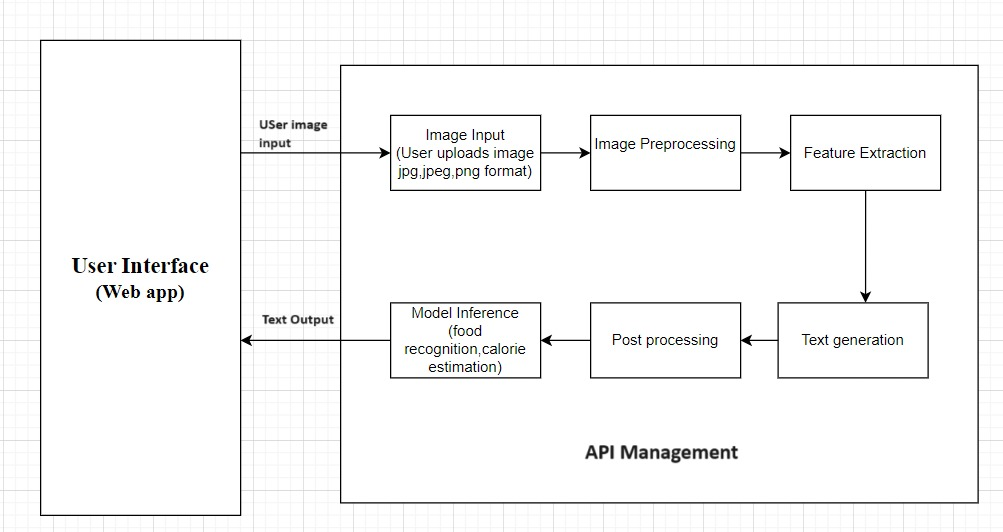 USer image
input
Image Input
(User uploads image
jpg,jpeg,png format)
Image Preprocessing
Feature Extraction
User Interface
(Web app)
Text Output
Model Inference
(food
recognition,calorie
estimation)
Post processing
Text generation
API Management